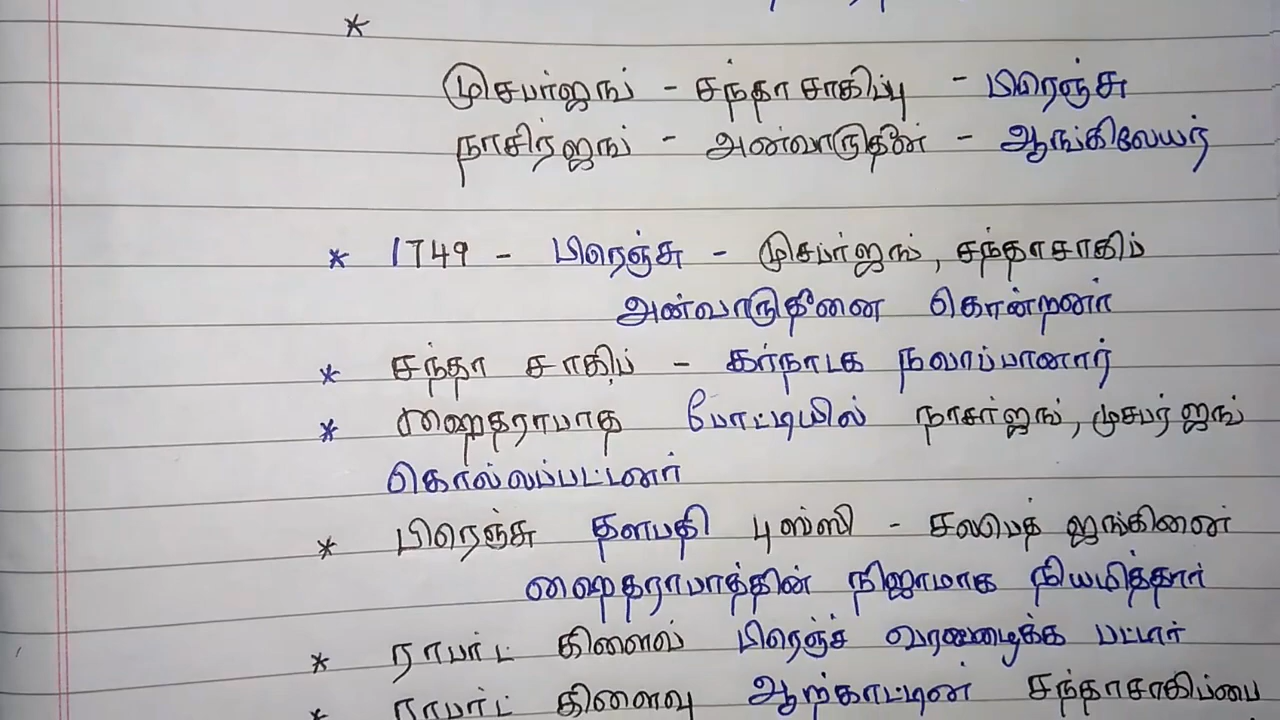 *
முசபர்ஜங் - சந்தா சாகிப்பு - பிரெஞ்சு
நாசிர்ஜங் - அன்வாருதீன் - ஆங்கிலேயர்
* 1749 - பிரெஞ்சு - முசபர்ஜங், சந்தாசாகிப்
அன்வாருதீனை கொன்றனர்
* சந்தா சாகிப் - கர்நாடக நவாப்பானார்
* ஹைதராபாத் போட்டியில் நாசர்ஜங், முசபர் ஜங்
கொல்லப்பட்டனர்
* பிரெஞ்சு தளபதி புஸ்ஸி - சலபத் ஜங்கினை
ஹைதராபாத்தின் நிஜாமாக நியமித்தார்
* ராபர்ட் கிளைவ் பிரெஞ்ச வரவழைக்க பட்டார்
* ராபர்ட் கிளைவ் ஆற்காட்டின் சந்தாசாகிப்பை